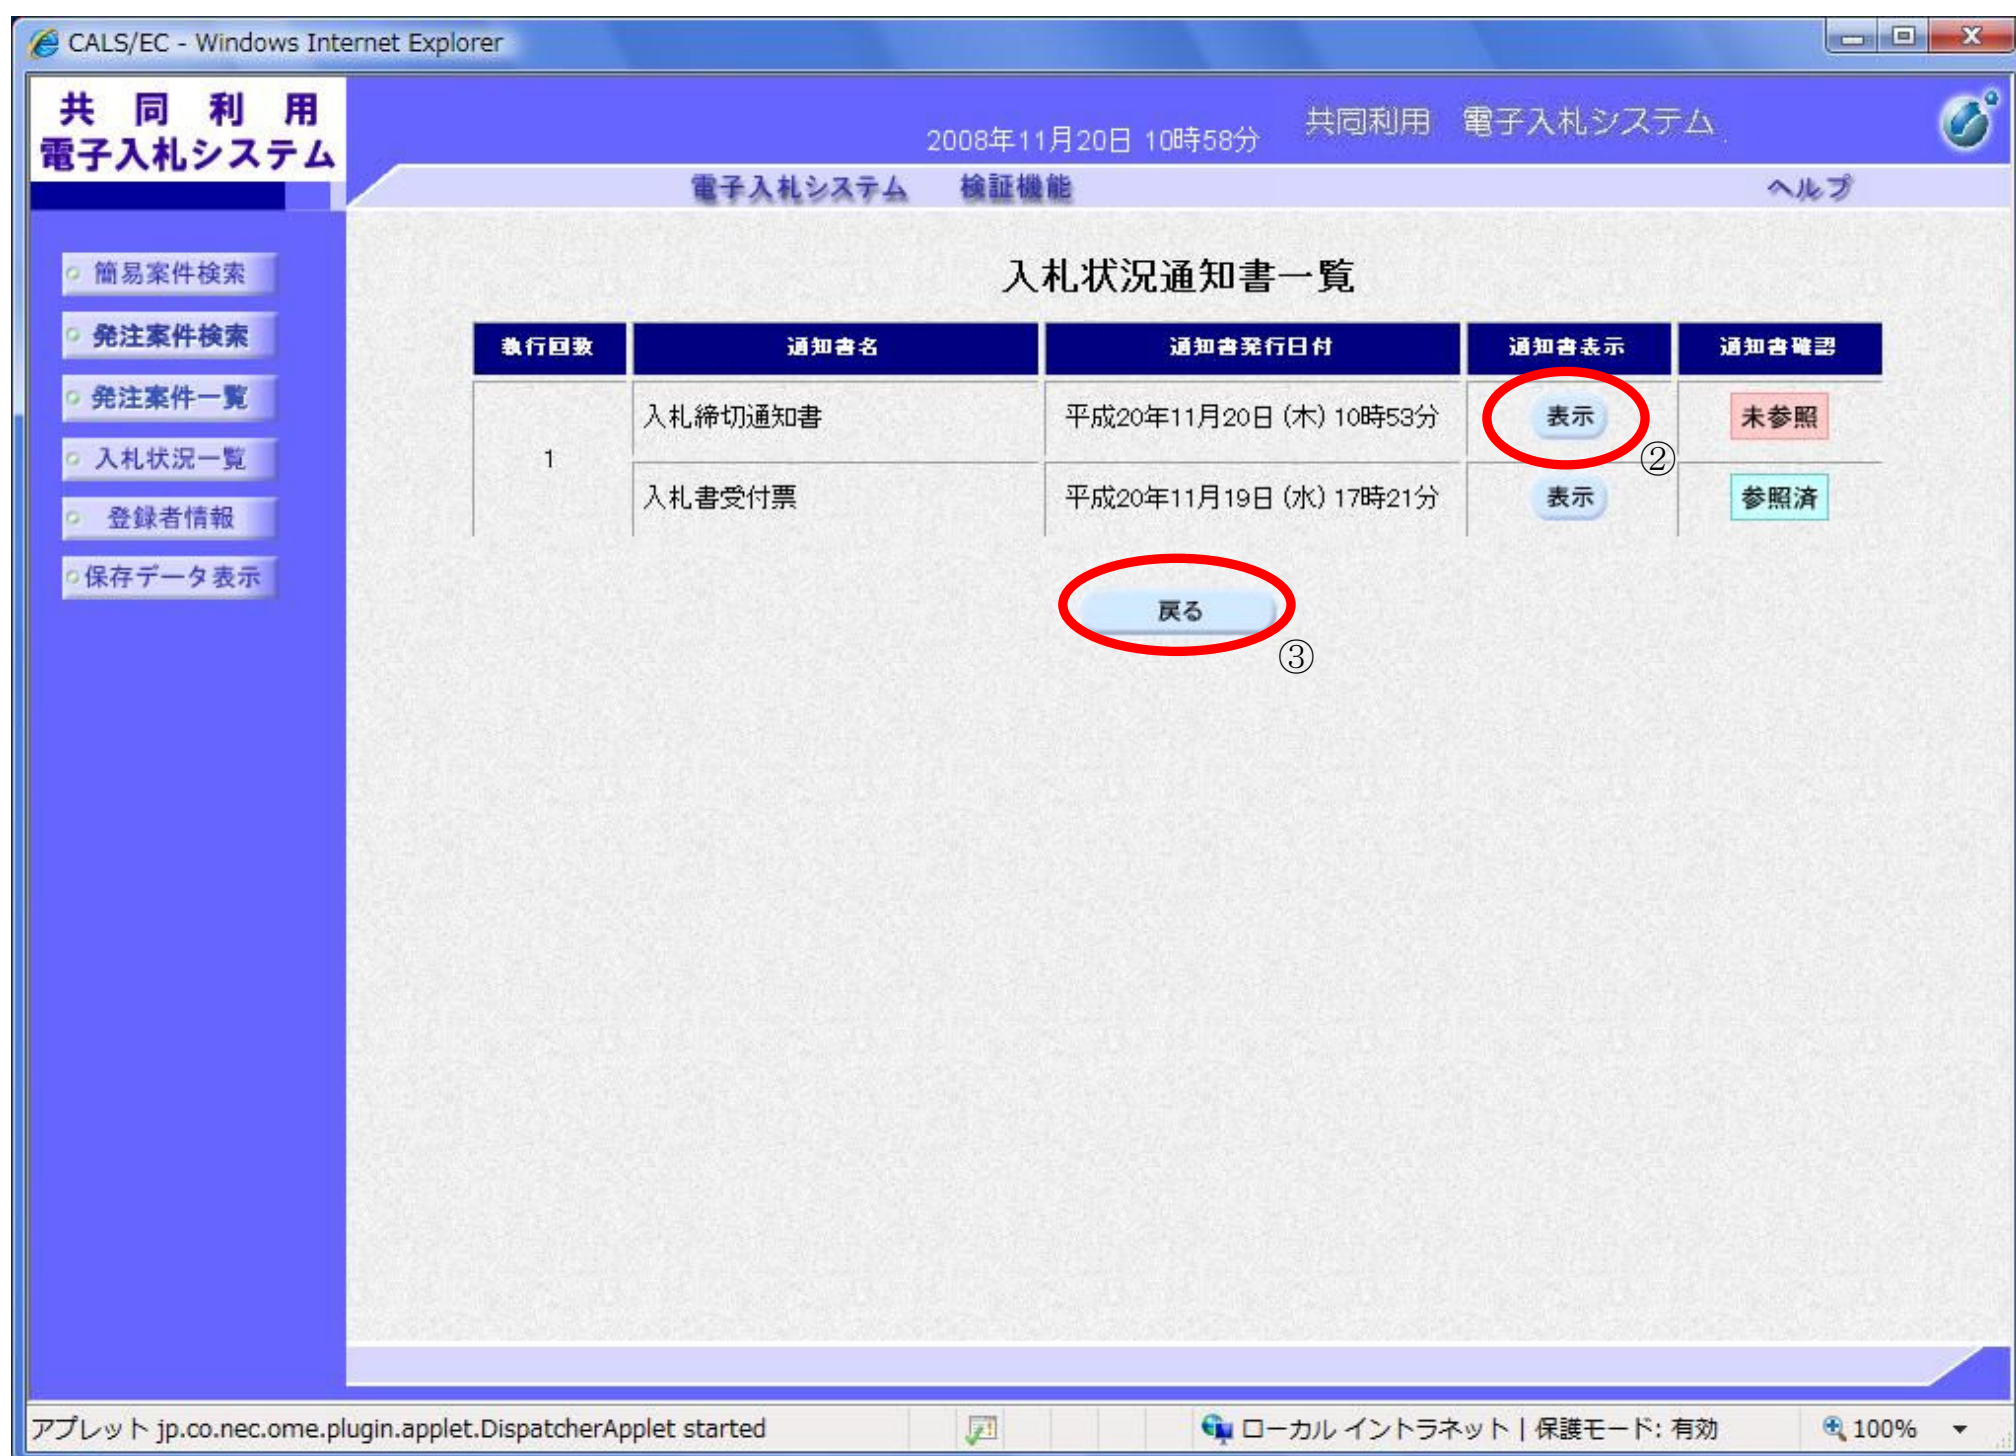 CALS/EC - Windows Internet Explorer
共 同 利 用
電子入札システム
2008年11月20日 10時58分
共同利用 電子入札システム
電子入札システム 検証機能 ヘルプ
簡易案件検索
発注案件検索
発注案件一覧
入札状況一覧
登録者情報
保存データ表示
入札状況通知書一覧
執行回数 通知書名 通知書発行日付 通知書表示 通知書確認
1
入札締切通知書 平成20年11月20日 (木) 10時53分 表示 未参照
②
入札書受付票 平成20年11月19日 (水) 17時21分 表示 参照済
戻る
③
アプレット jp.co.nec.ome.plugin.applet.DispatcherApplet started
ローカル イントラネット | 保護モード: 有効
100%